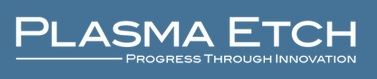 PLASMA ETCH
PROGRESS THROUGH INNOVATION